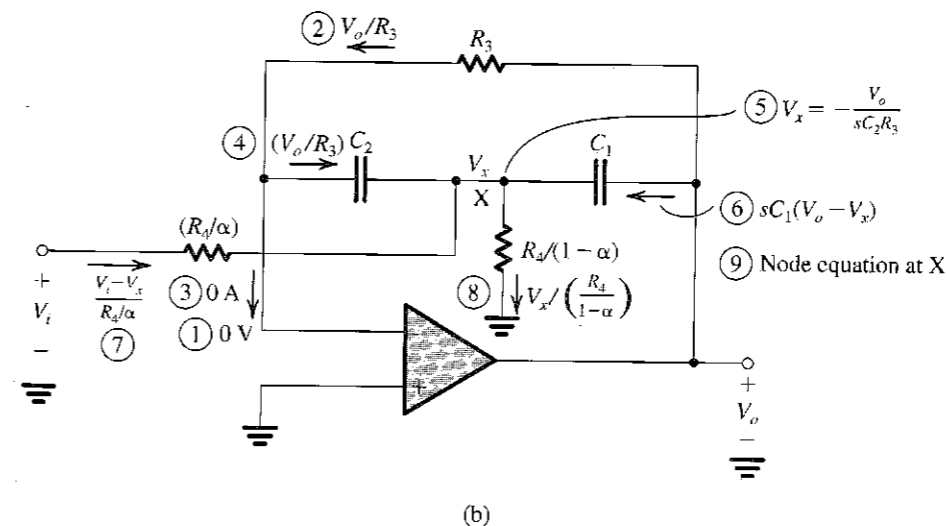 ② V_o/R_3
R_3
⑤ V_x = − V_o / sC_2R_3
④ (V_o/R_3) C_2
V_x
X
C_1
⑥ sC_1(V_o − V_x)
(R_4/α)
R_4/(1−α)
⑨ Node equation at X
+
V_i
−
V_i−V_x / R_4/α
⑦
③ 0 A
① 0 V
⑧ V_x/(R_4 / 1−α)
+
+
V_o
−
(b)